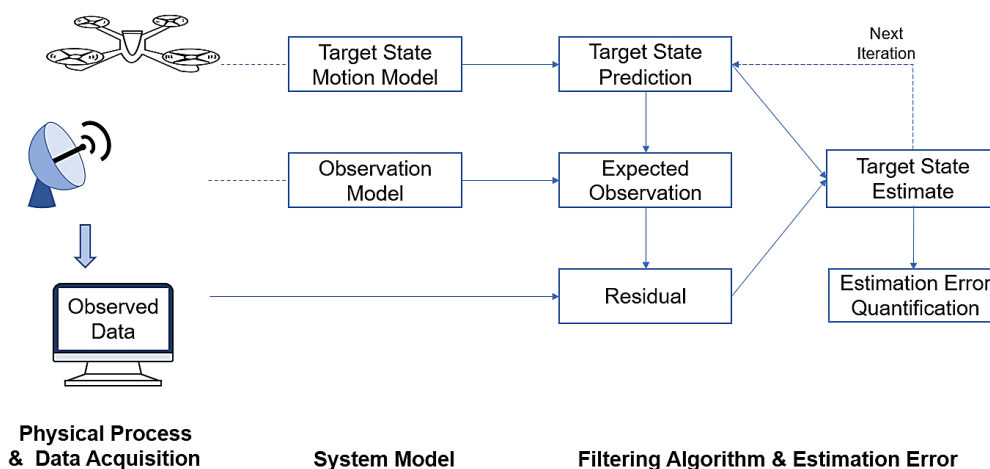 Target State
Motion Model
Target State
Prediction
Next
Iteration
Observation
Model
Expected
Observation
Target State
Estimate
Observed
Data
Residual
Estimation Error
Quantification
Physical Process
& Data Acquisition
System Model
Filtering Algorithm & Estimation Error